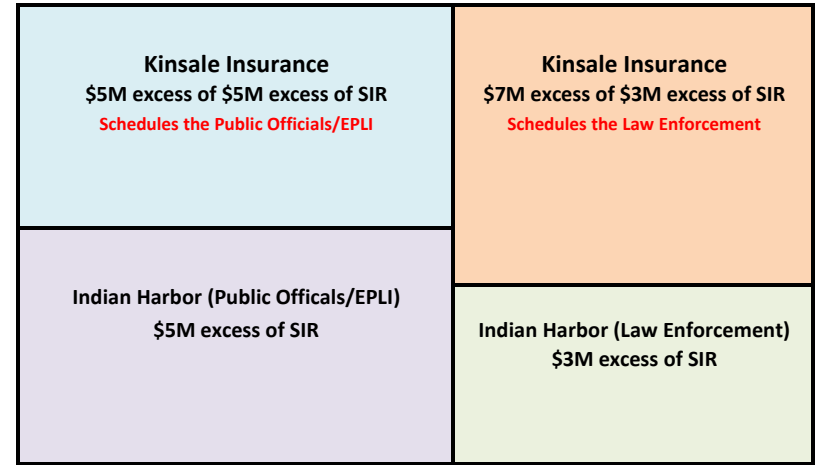 Kinsale Insurance
$5M excess of $5M excess of SIR
Schedules the Public Officials/EPLI
Kinsale Insurance
$7M excess of $3M excess of SIR
Schedules the Law Enforcement
Indian Harbor (Public Officals/EPLI)
$5M excess of SIR
Indian Harbor (Law Enforcement)
$3M excess of SIR